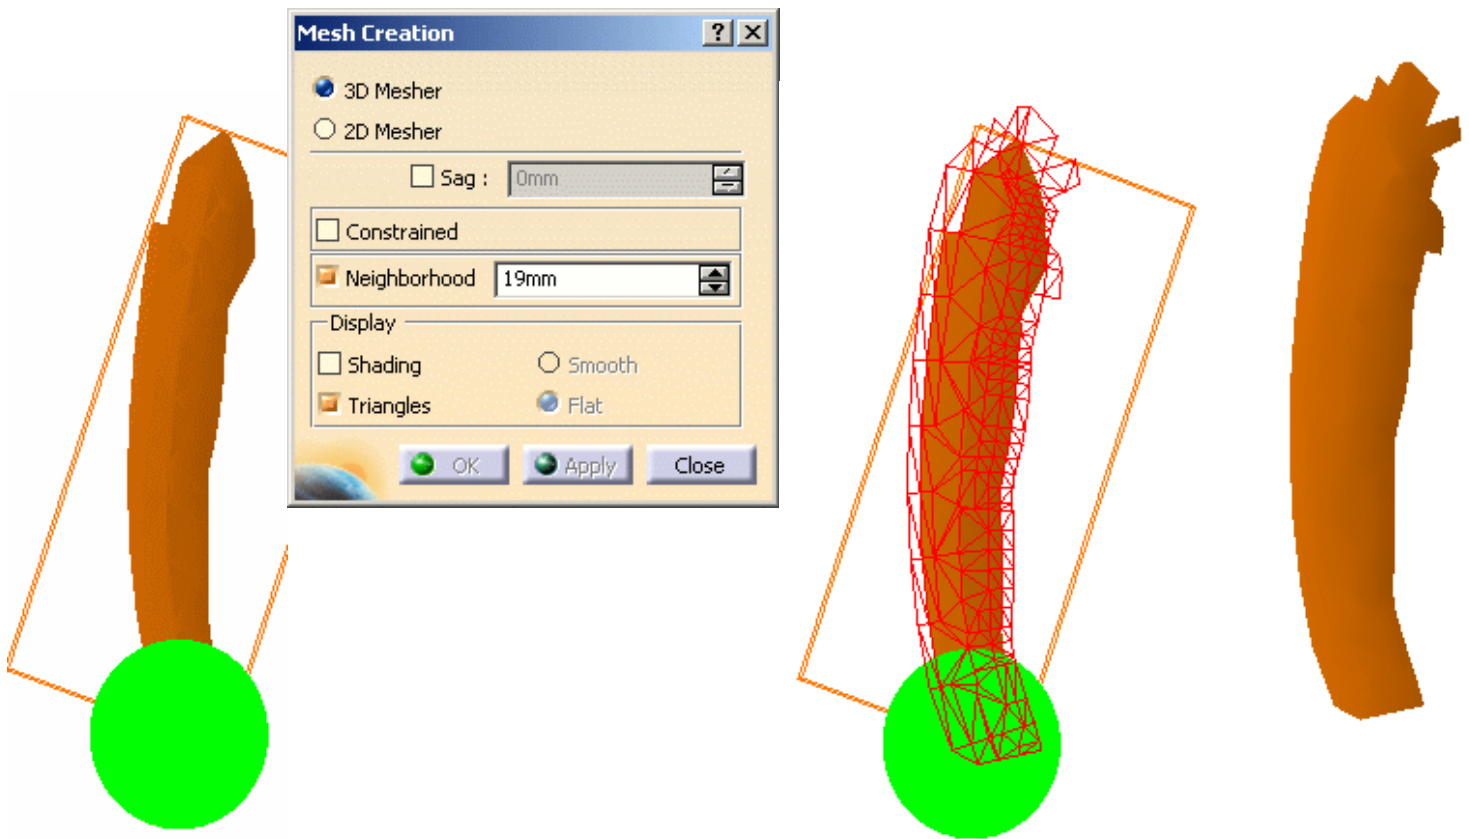 Mesh Creation
3D Mesher
2D Mesher
Sag : 0mm
Constrained
Neighborhood 19mm
Display
Shading Smooth
Triangles Flat
OK Apply Close